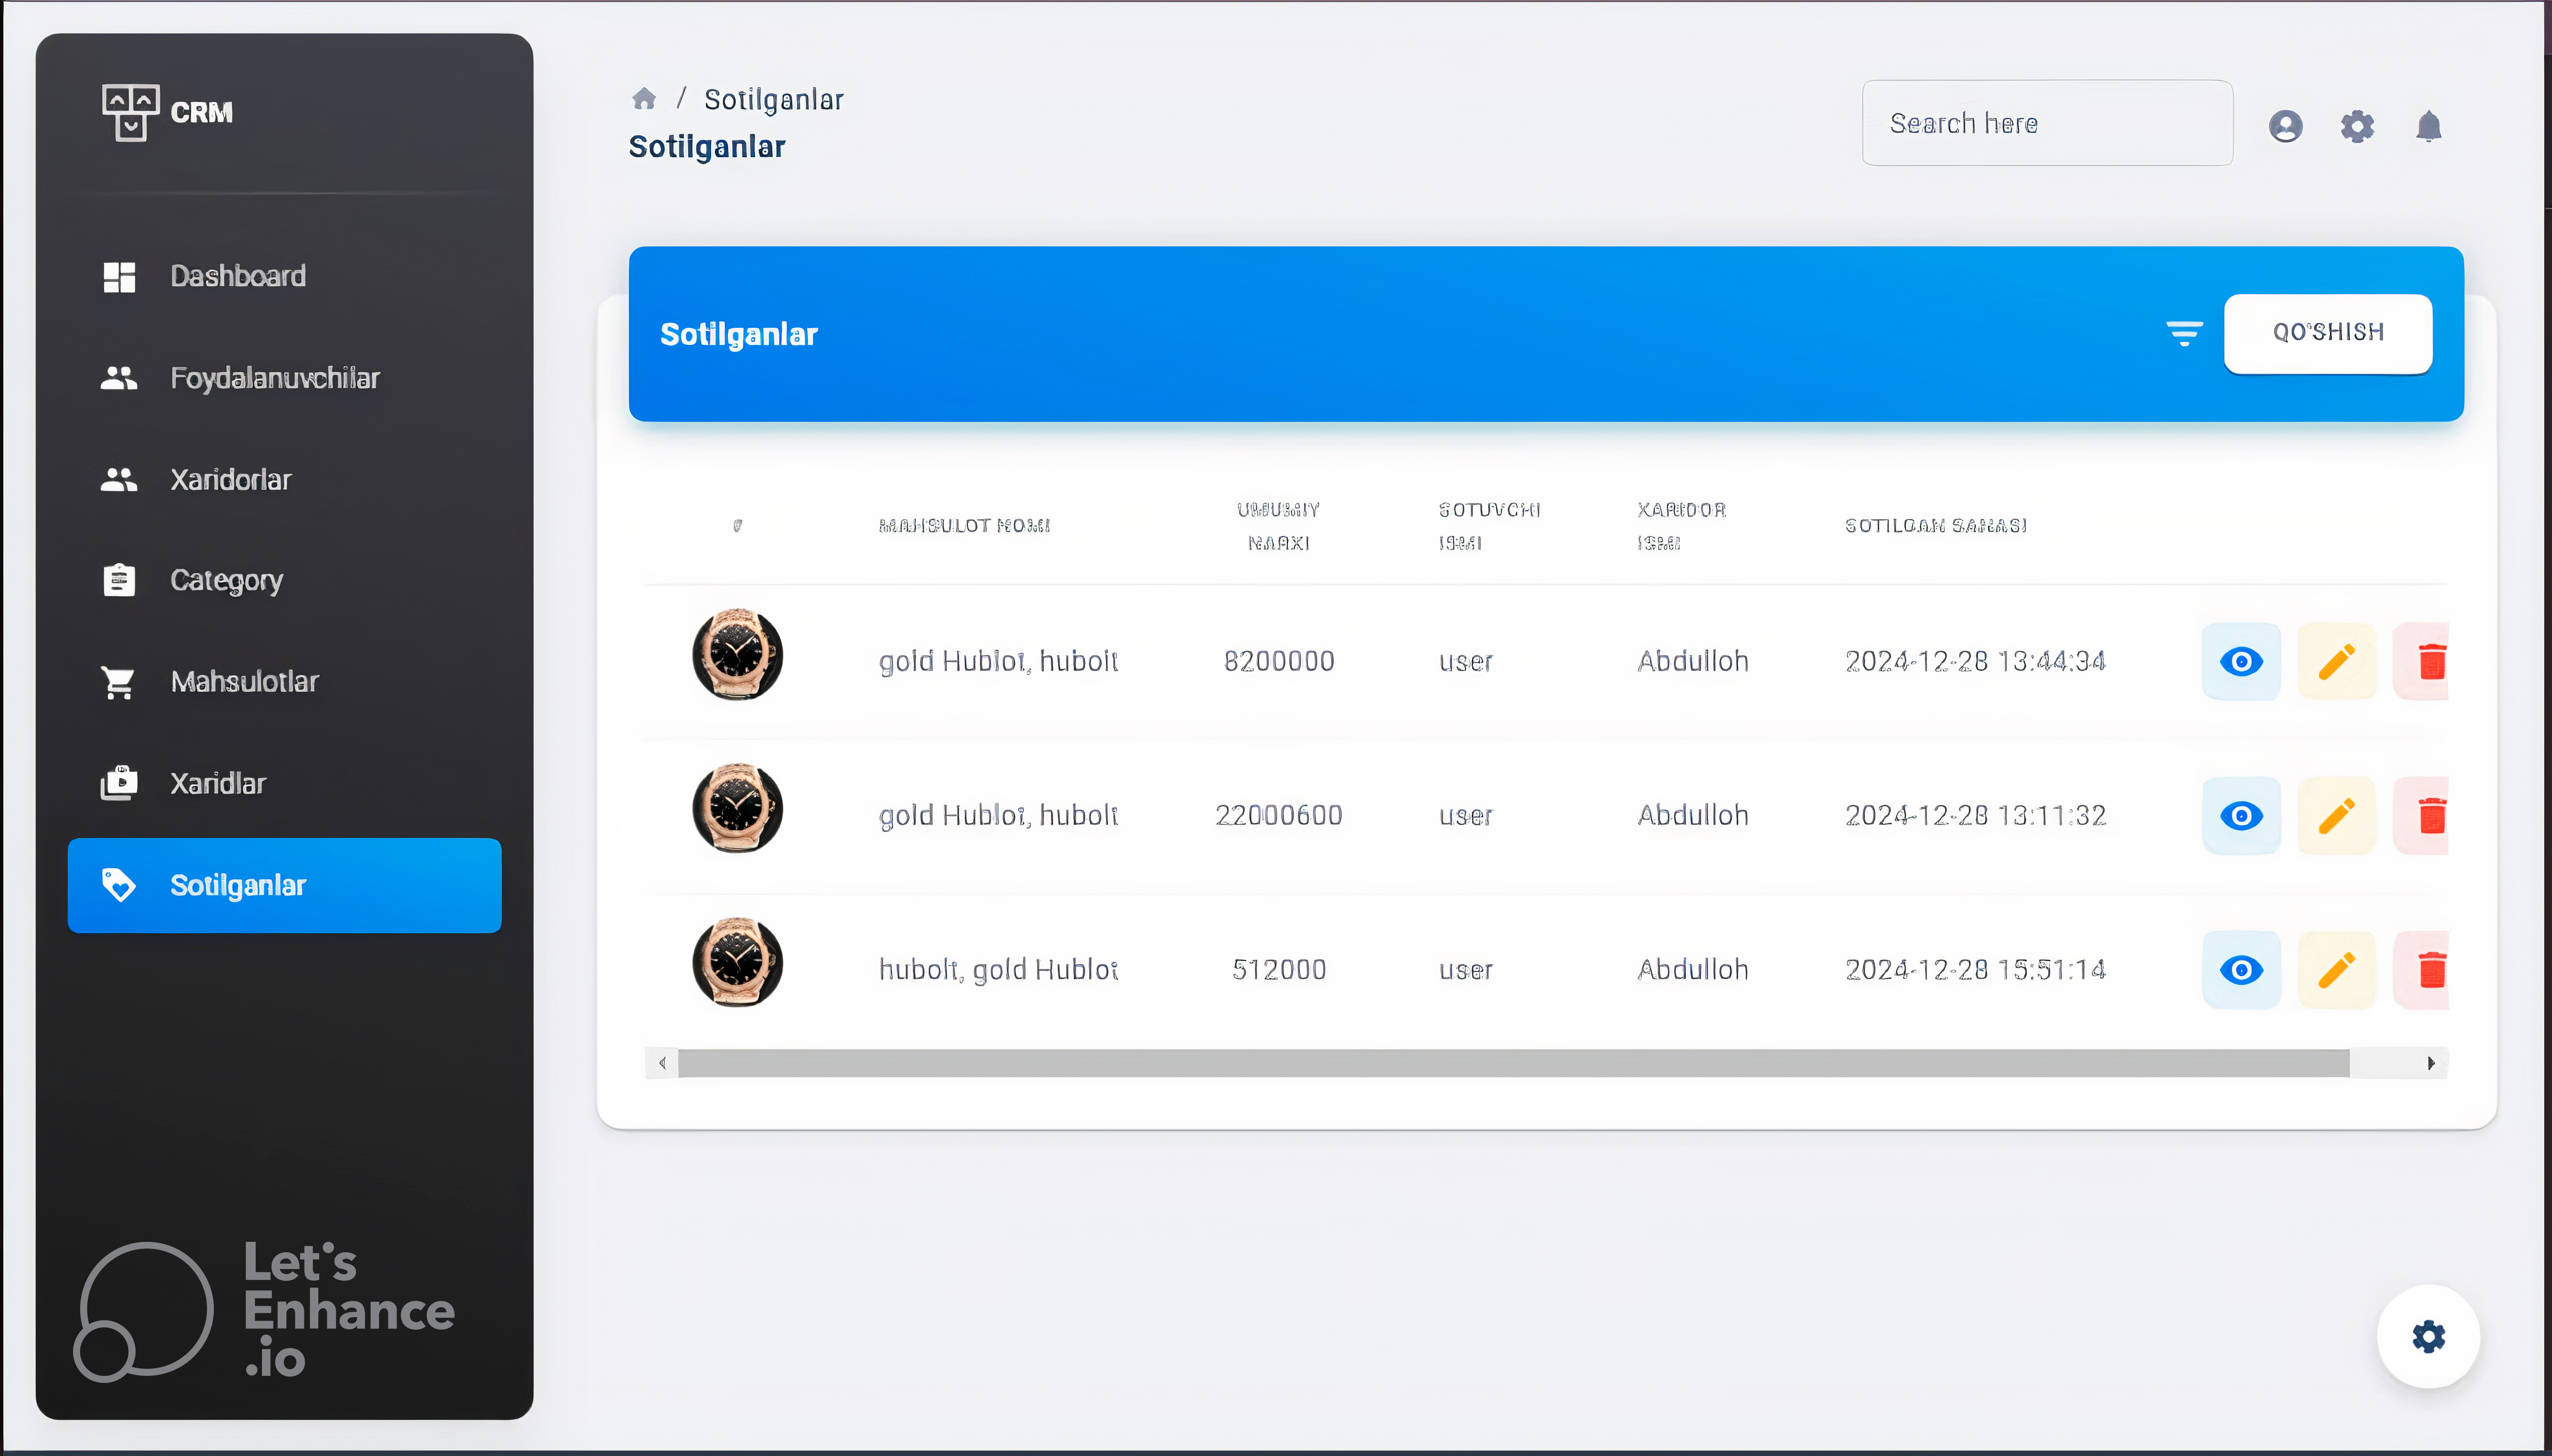 CRM
Dashboard
Foydalanuvchilar
Xaridorlar
Category
Mahsulotlar
Xaridlar
Sotilganlar
Let's
Enhance
.io
/ Sotilganlar
Sotilganlar
Search here
Sotilganlar
QO'SHISH
MAHSULOT NOMI UMUMIY NARXI SOTUVCHI ISMI XARIDOR ISMI SOTILGAN SANASI
gold Hublot, hubolt 8200000 user Abdulloh 2024-12-28 13:44:34
gold Hublot, hubolt 22000600 user Abdulloh 2024-12-28 13:11:32
hubolt, gold Hublot 512000 user Abdulloh 2024-12-28 15:51:14